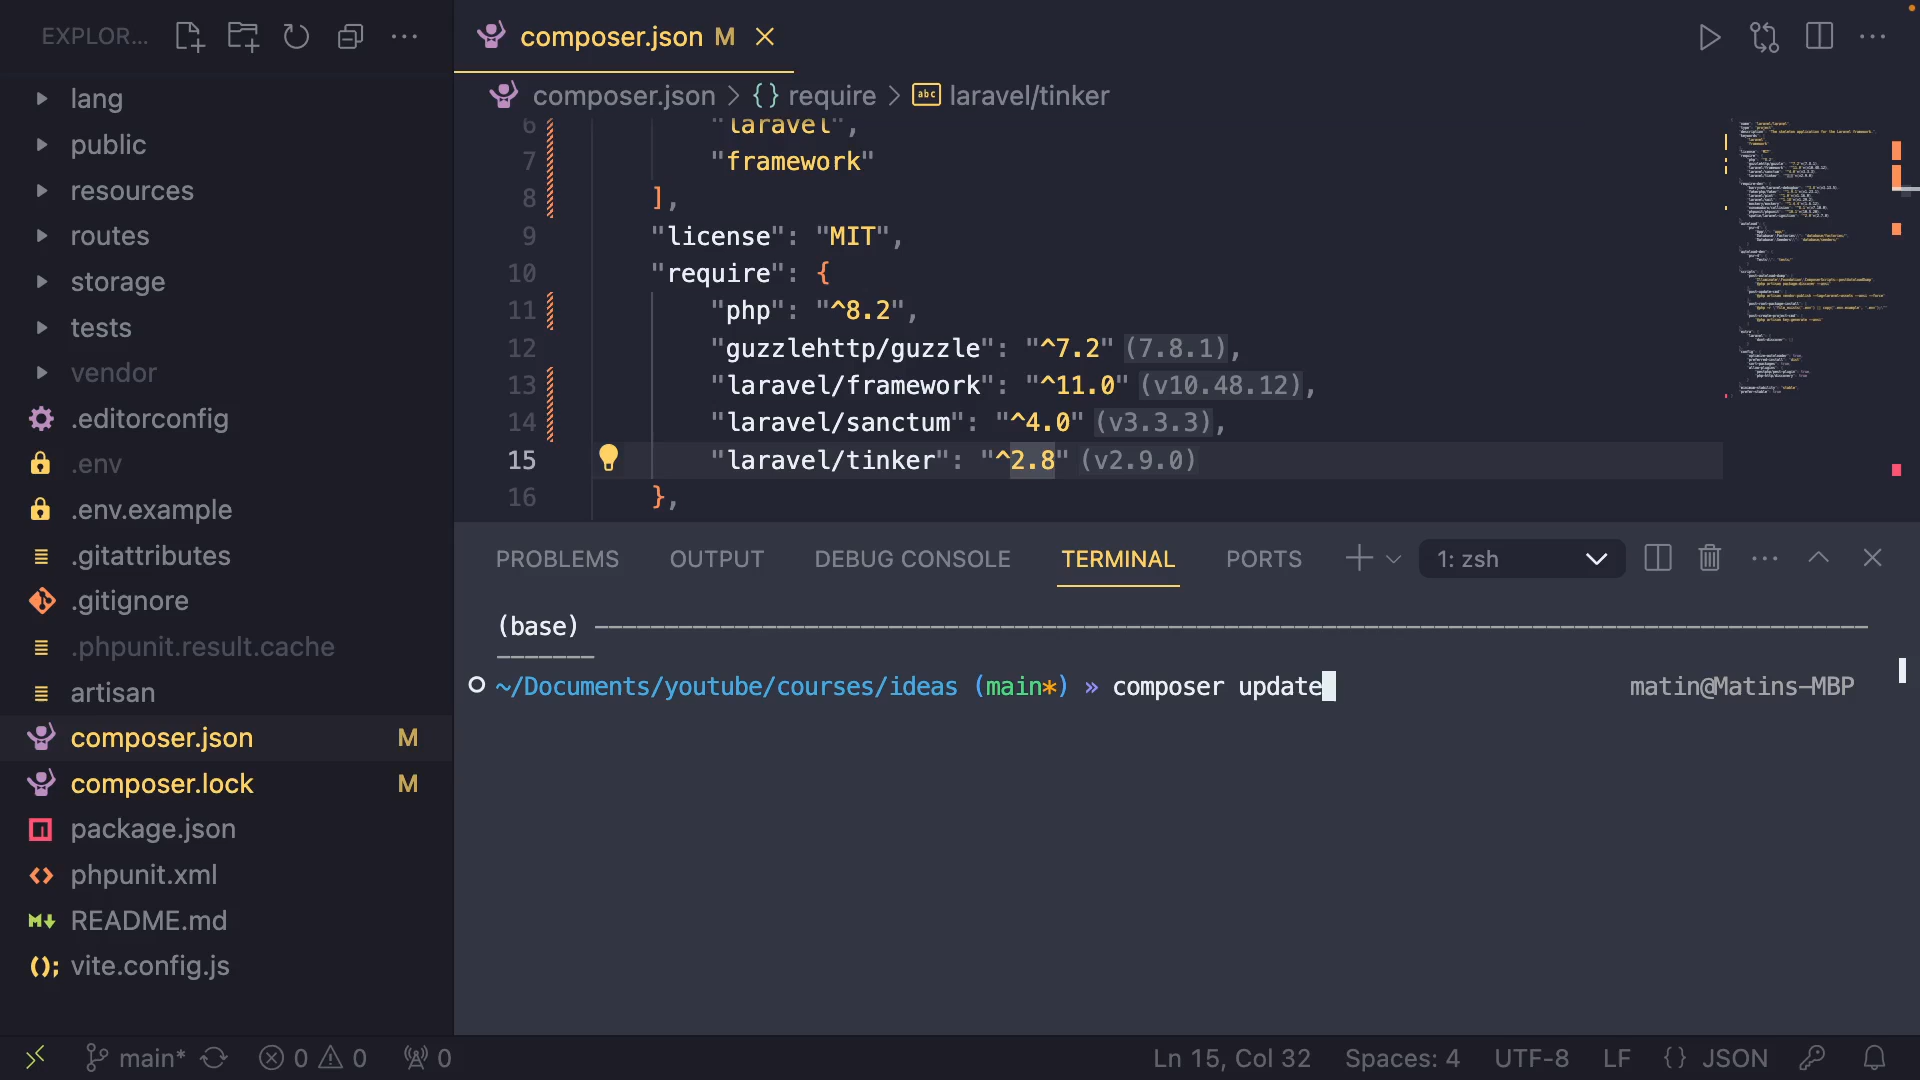 EXPLOR...
lang
public
resources
routes
storage
tests
vendor
.editorconfig
.env
.env.example
.gitattributes
.gitignore
.phpunit.result.cache
artisan
composer.json M
composer.lock M
package.json
phpunit.xml
README.md
vite.config.js
composer.json M
composer.json > {} require > abc laravel/tinker
6 "laravel",
7 "framework"
8 ],
9 "license": "MIT",
10 "require": {
11 "php": "^8.2",
12 "guzzlehttp/guzzle": "^7.2" (7.8.1),
13 "laravel/framework": "^11.0" (v10.48.12),
14 "laravel/sanctum": "^4.0" (v3.3.3),
15 "laravel/tinker": "^2.8" (v2.9.0)
16 },
PROBLEMS OUTPUT DEBUG CONSOLE TERMINAL PORTS 1: zsh
(base) ———————
~/Documents/youtube/courses/ideas (main*) » composer update matin@Matins-MBP
main* 0 0 0 Ln 15, Col 32 Spaces: 4 UTF-8 LF {} JSON